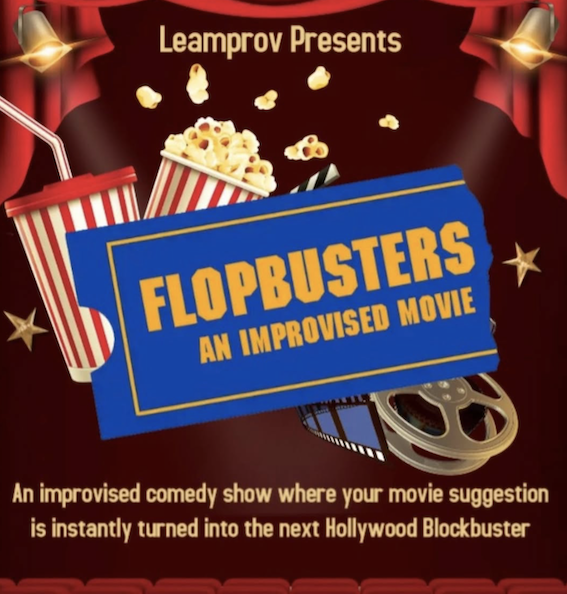 Leamprov Presents
FLOPBUSTERS
AN IMPROVISED MOVIE
An improvised comedy show where your movie suggestion
is instantly turned into the next Hollywood Blockbuster